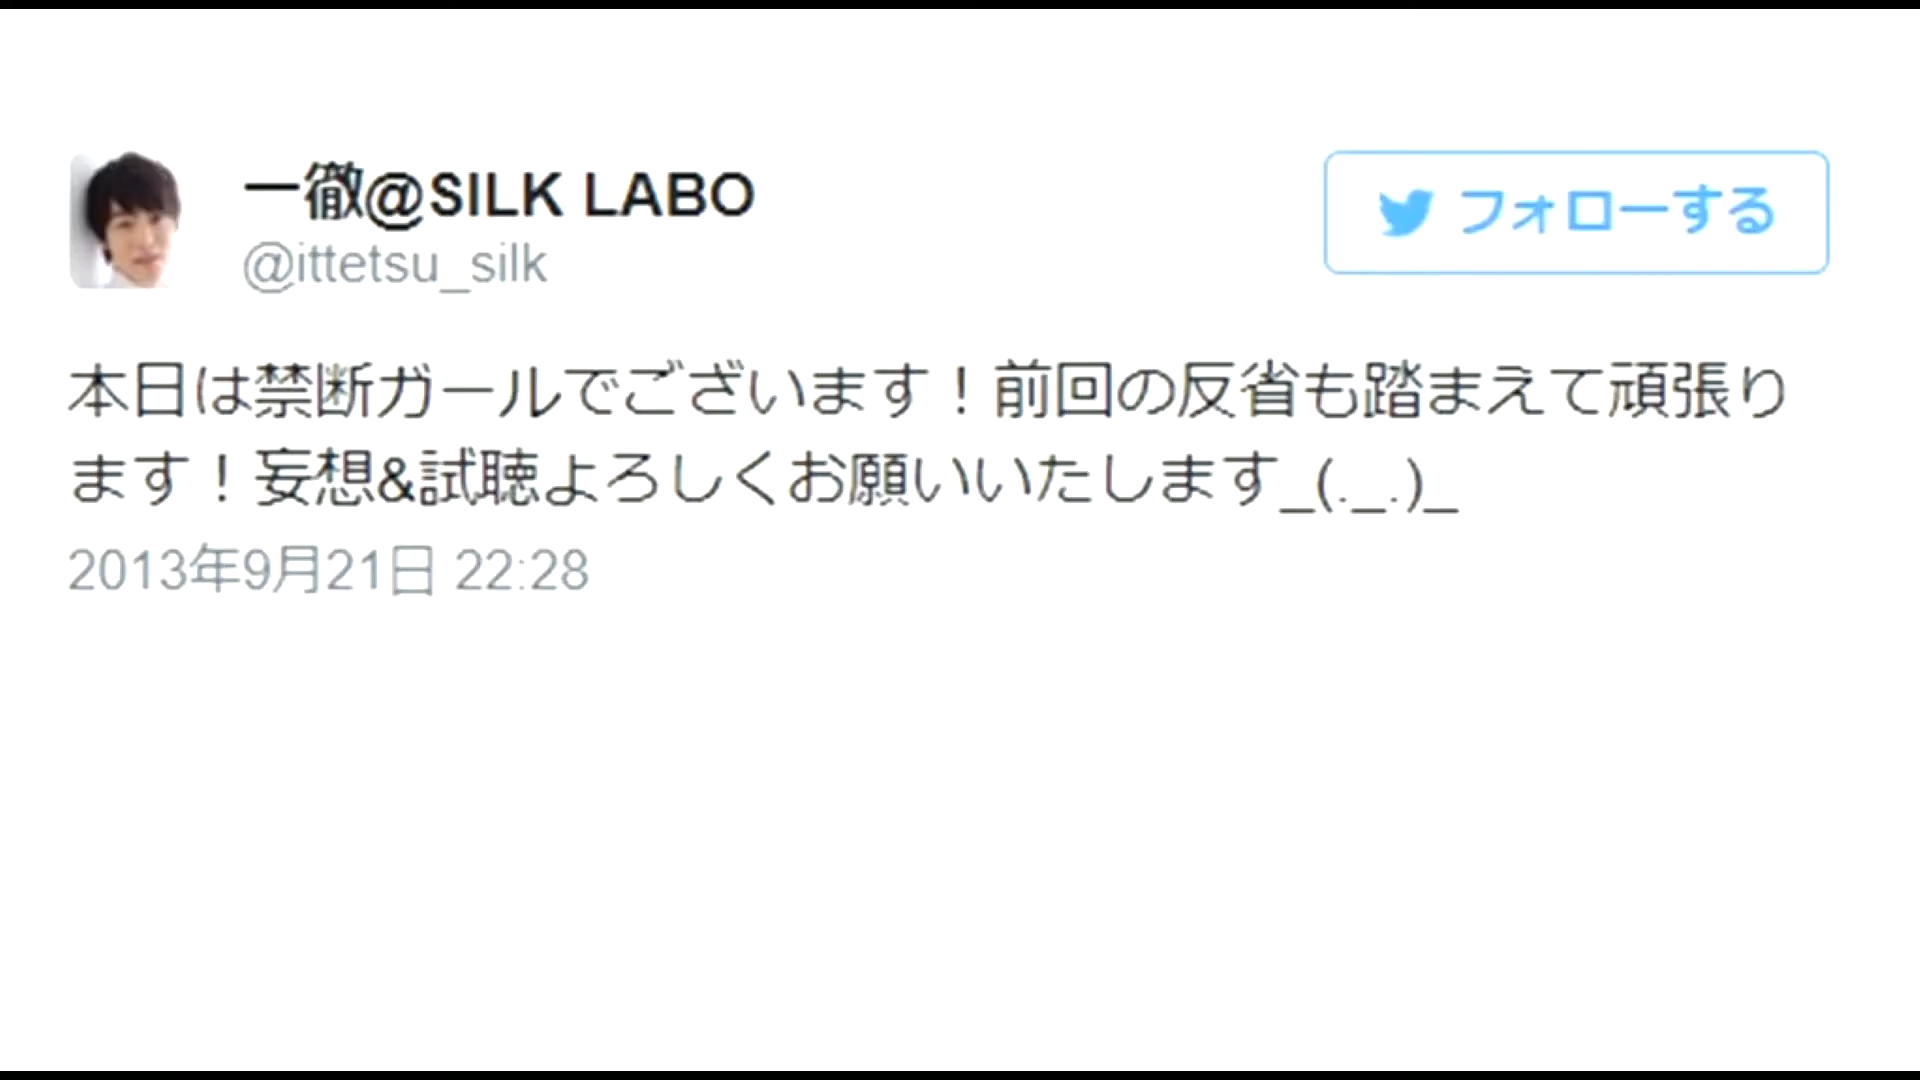 一徹@SILK LABO
@ittetsu_silk
フォローする
本日は禁断ガールでございます！前回の反省も踏まえて頑張り
ます！妄想&試聴よろしくお願いいたします_(._.)_
2013年9月21日 22:28